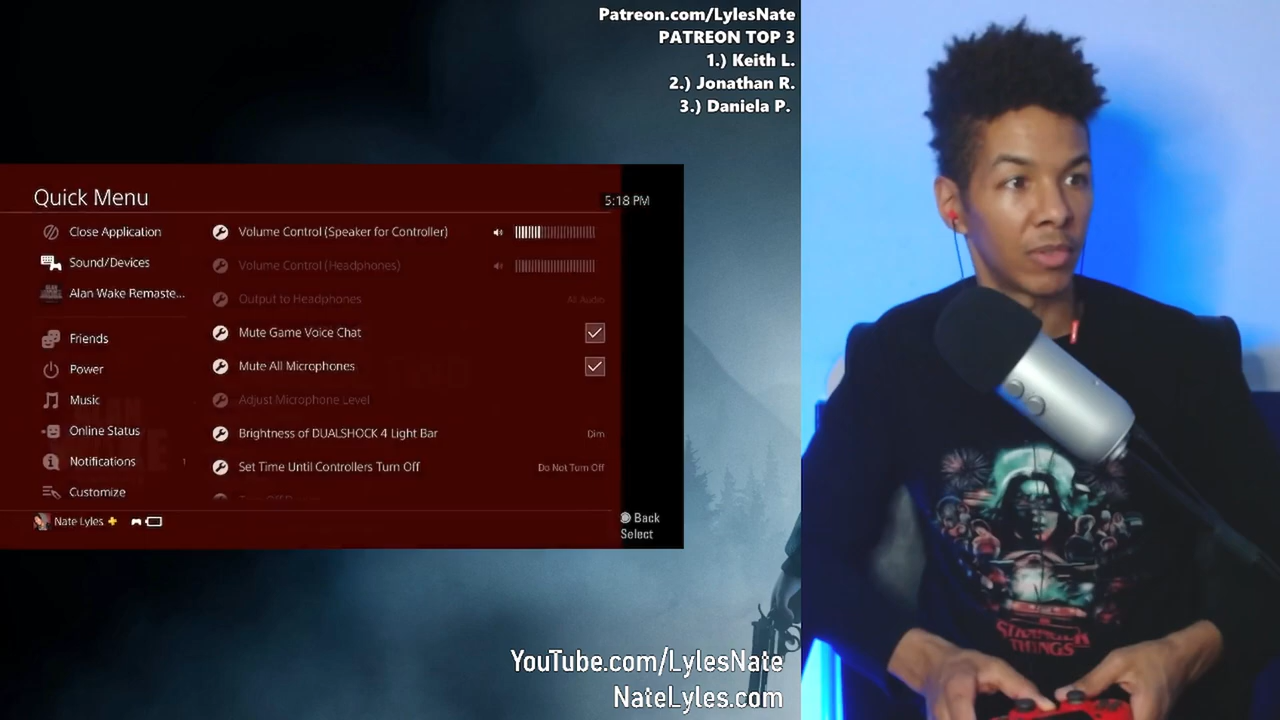 Patreon.com/LylesNate
PATREON TOP 3
1.) Keith L.
2.) Jonathan R.
3.) Daniela P.
Quick Menu
5:18 PM
Close Application
Sound/Devices
Alan Wake Remaste...
Friends
Power
Music
Online Status
Notifications 1
Customize
Nate Lyles
Volume Control (Speaker for Controller)
Volume Control (Headphones)
Output to Headphones All Audio
Mute Game Voice Chat
Mute All Microphones
Adjust Microphone Level
Brightness of DUALSHOCK 4 Light Bar Dim
Set Time Until Controllers Turn Off Do Not Turn Off
Back
Select
STRANGER
THINGS
YouTube.com/LylesNate
NateLyles.com